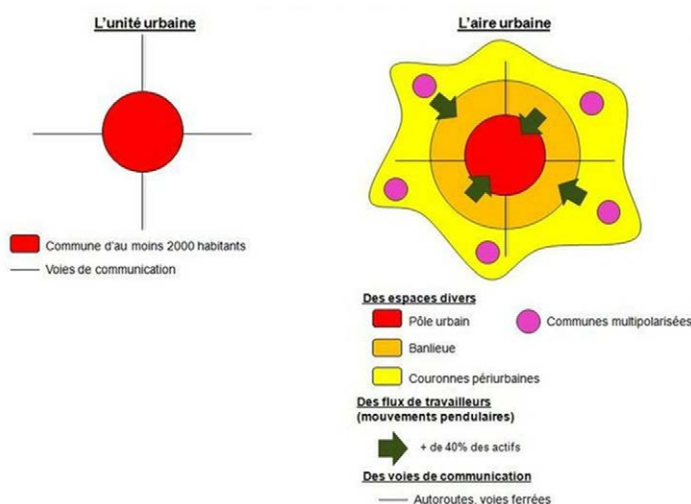 L'unité urbaine
Commune d'au moins 2000 habitants
Voies de communication
L'aire urbaine
Des espaces divers
Pôle urbain
Communes multipolarisées
Banlieue
Couronnes périurbaines
Des flux de travailleurs
(mouvements pendulaires)
+ de 40% des actifs
Des voies de communication
Autoroutes, voies ferrées